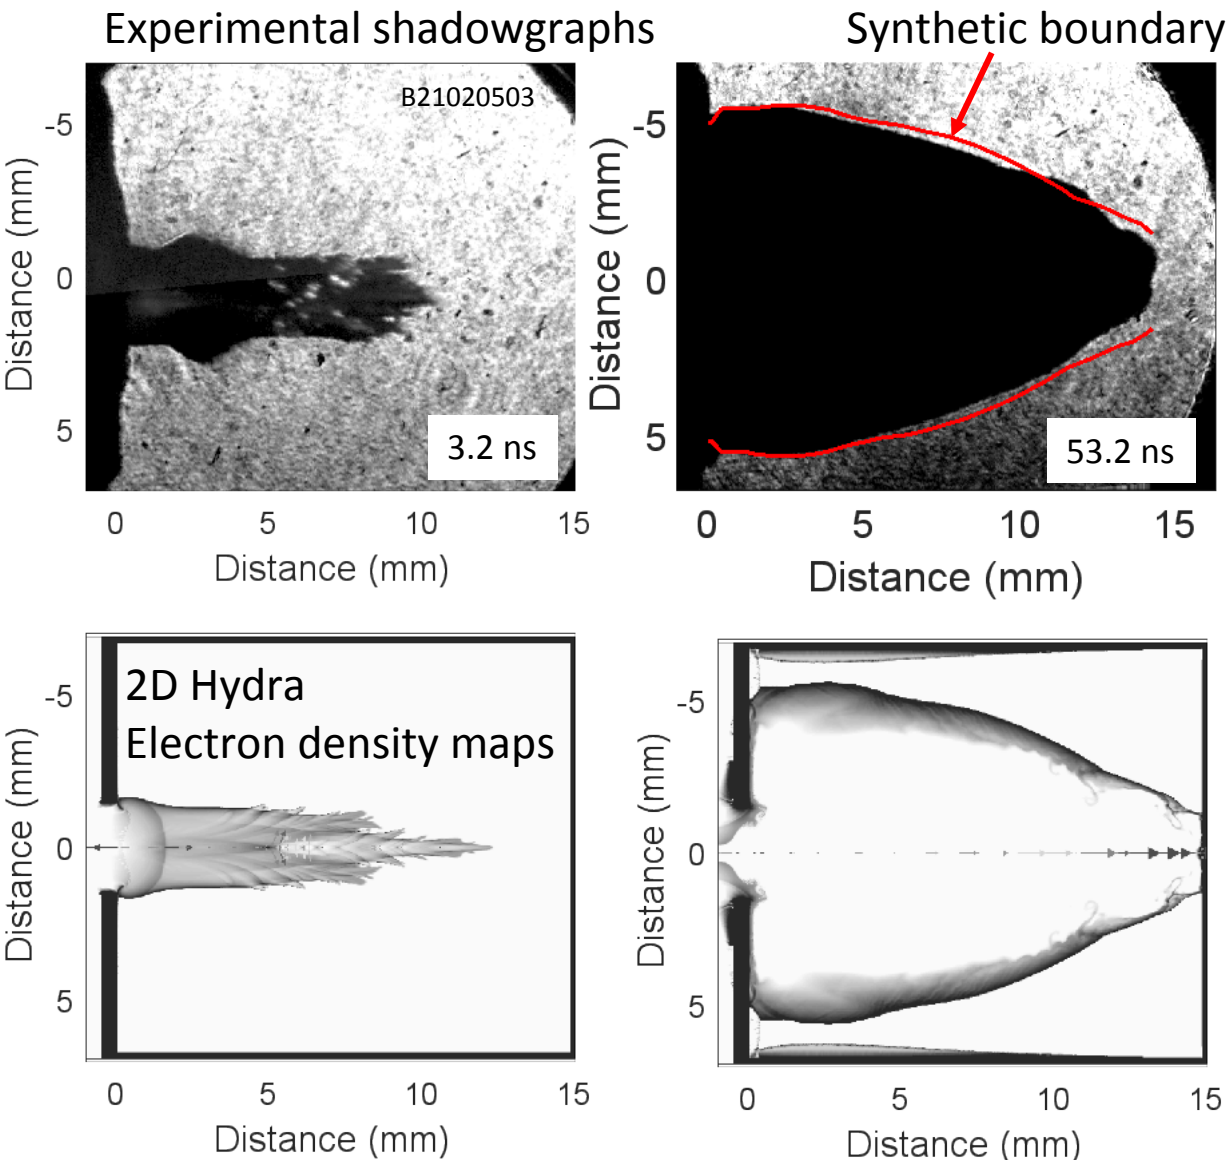 Experimental shadowgraphs
Synthetic boundary
B21020503
-5
0
5
Distance (mm)
3.2 ns
0 5 10 15
Distance (mm)
-5
0
5
Distance (mm)
53.2 ns
0 5 10 15
Distance (mm)
2D Hydra
Electron density maps
-5
0
5
Distance (mm)
0 5 10 15
Distance (mm)
-5
0
5
Distance (mm)
0 5 10 15
Distance (mm)